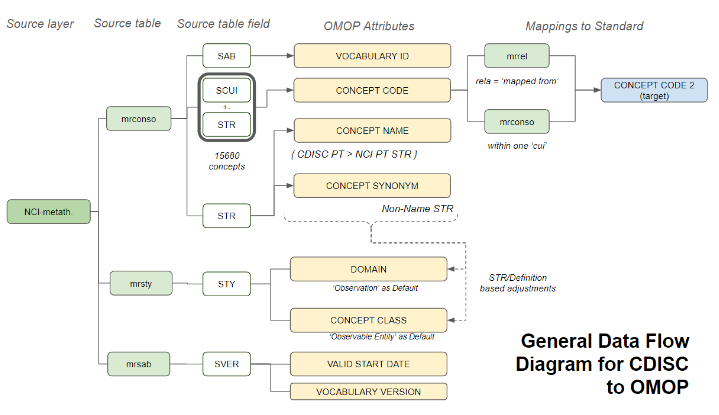 Source layer
Source table
Source table field
OMOP Attributes
Mappings to Standard
SAB
VOCABULARY ID
mrrel
SCUI
CONCEPT CODE
rela = 'mapped from'
CONCEPT CODE 2
(target)
+-
mrconso
STR
CONCEPT NAME
mrconso
15680
concepts
{ CDISC PT > NCI PT STR }
within one 'cui'
CONCEPT SYNONYM
NCI-metath.
STR
Non-Name STR
DOMAIN
mrsty
STY
'Observation' as Default
STR/Definition
based adjustments
CONCEPT CLASS
'Observable Entity' as Default
General Data Flow
Diagram for CDISC
to OMOP
mrsab
SVER
VALID START DATE
VOCABULARY VERSION